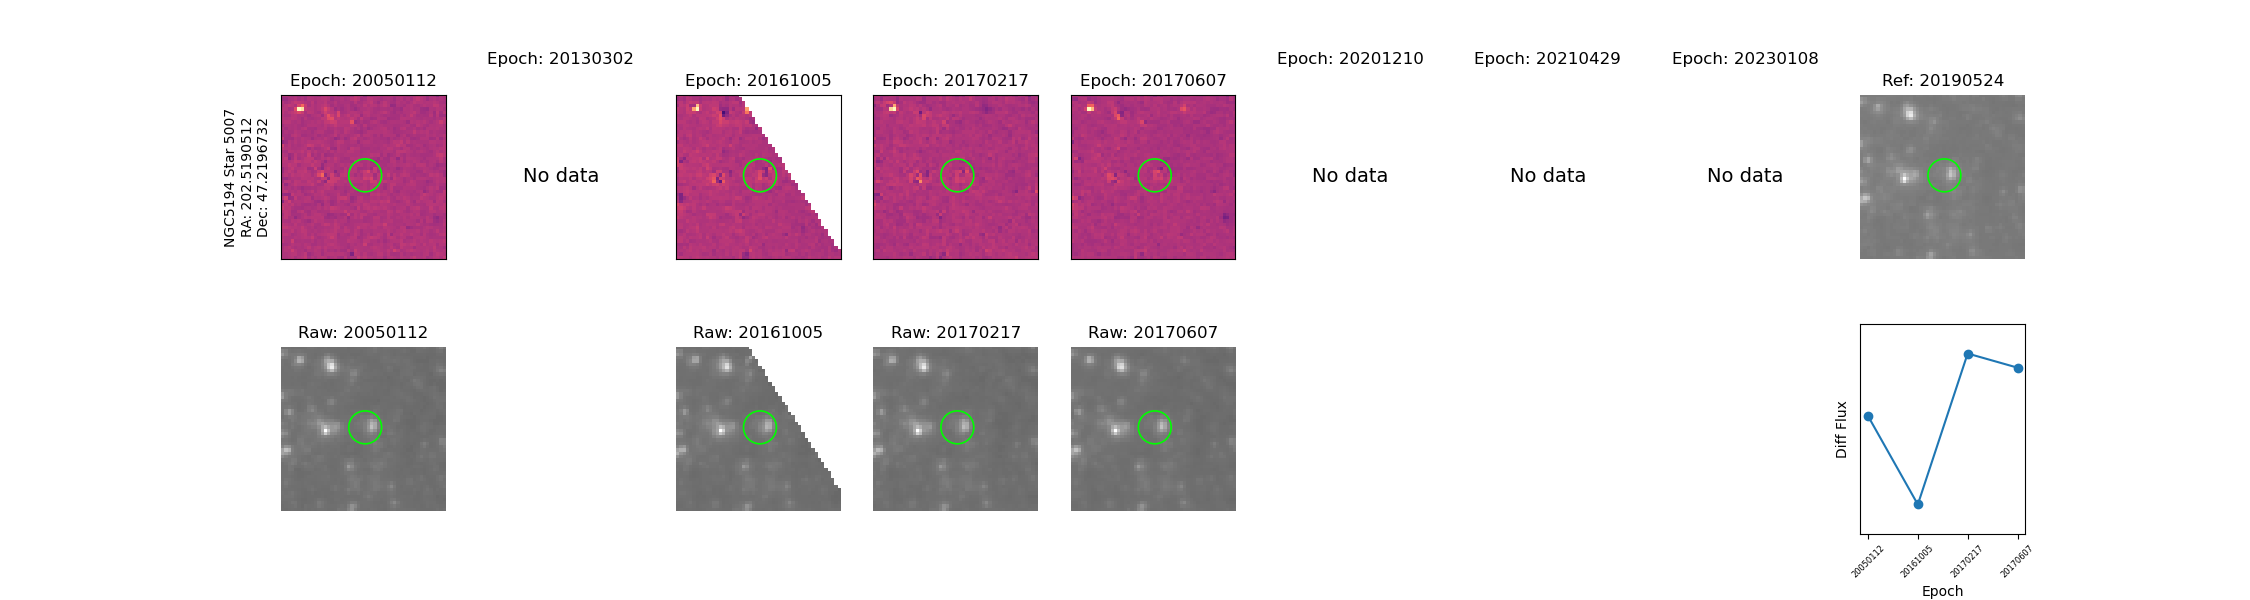 NGC5194 Star 5007
RA: 202.5190512
Dec: 47.2196732
Epoch: 20050112
Epoch: 20130302
No data
Epoch: 20161005
Epoch: 20170217
Epoch: 20170607
Epoch: 20201210
No data
Epoch: 20210429
No data
Epoch: 20230108
No data
Ref: 20190524
Raw: 20050112
Raw: 20161005
Raw: 20170217
Raw: 20170607
Diff Flux
20050112
20161005
20170217
20170607
Epoch